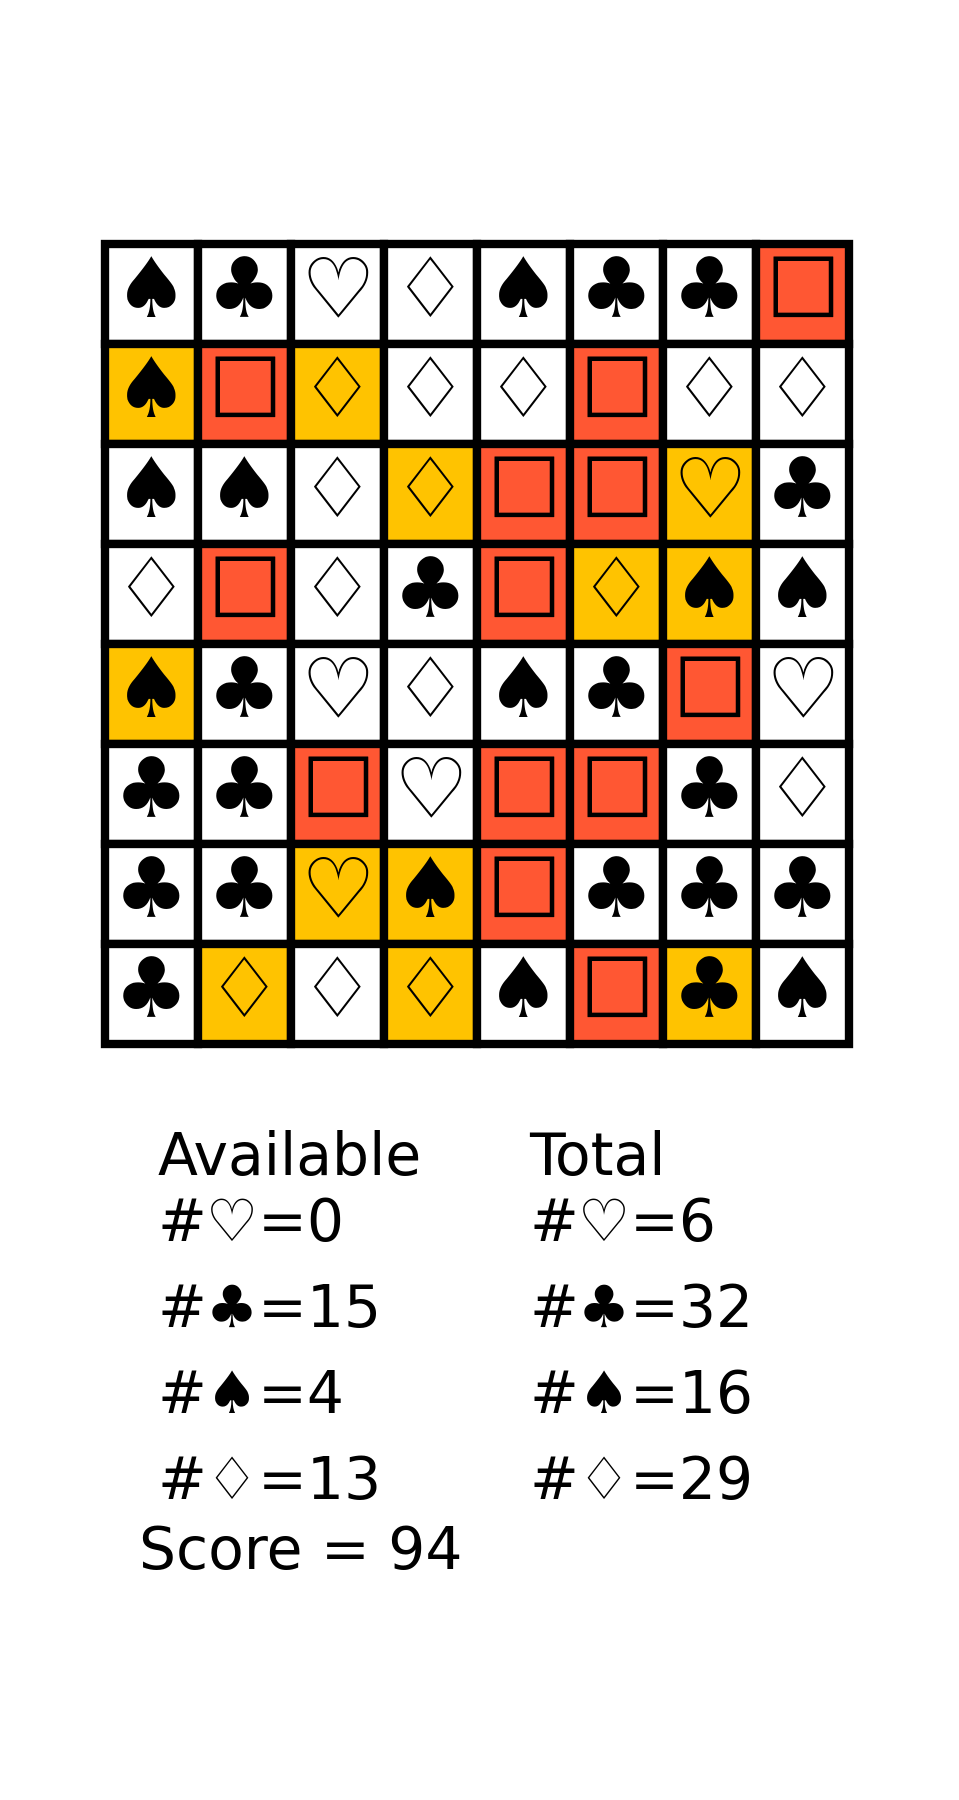 ♠ ♣ ♡ ♢ ♠ ♣ ♣ □
♠ □ ♢ ♢ ♢ □ ♢ ♢
♠ ♠ ♢ ♢ □ □ ♡ ♣
♢ □ ♢ ♣ □ ♢ ♠ ♠
♠ ♣ ♡ ♢ ♠ ♣ □ ♡
♣ ♣ □ ♡ □ □ ♣ ♢
♣ ♣ ♡ ♠ □ ♣ ♣ ♣
♣ ♢ ♢ ♢ ♠ □ ♣ ♠
Available Total
#♡=0 #♡=6
#♣=15 #♣=32
#♠=4 #♠=16
#♢=13 #♢=29
Score = 94